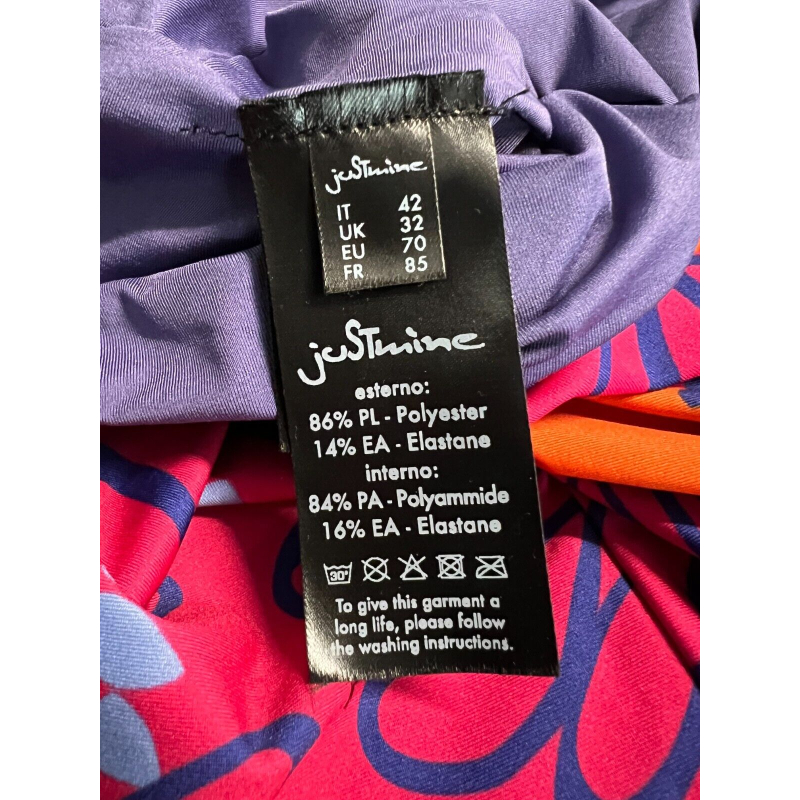 justmine
IT 42
UK 32
EU 70
FR 85
justmine
esterno:
86% PL - Polyester
14% EA - Elastane
interno:
84% PA - Polyammide
16% EA - Elastane
30°
To give this garment a
long life, please follow
the washing instructions.